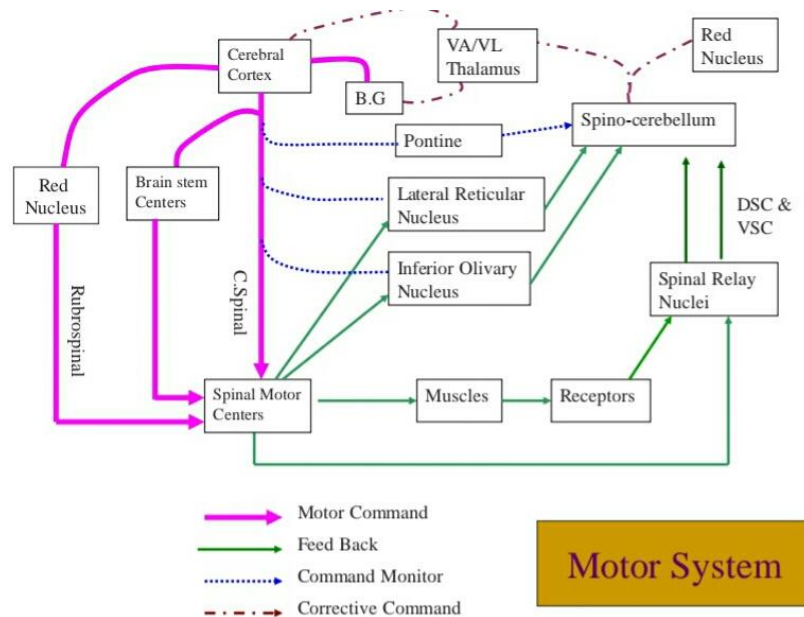 Cerebral
Cortex
VA/VL
Thalamus
Red
Nucleus
B.G
Spino-cerebellum
Pontine
Red
Nucleus
Brain stem
Centers
Lateral Reticular
Nucleus
DSC &
VSC
Inferior Olivary
Nucleus
Spinal Relay
Nuclei
Rubrospinal
C.Spinal
Spinal Motor
Centers
Muscles
Receptors
Motor Command
Feed Back
Command Monitor
Corrective Command
Motor System